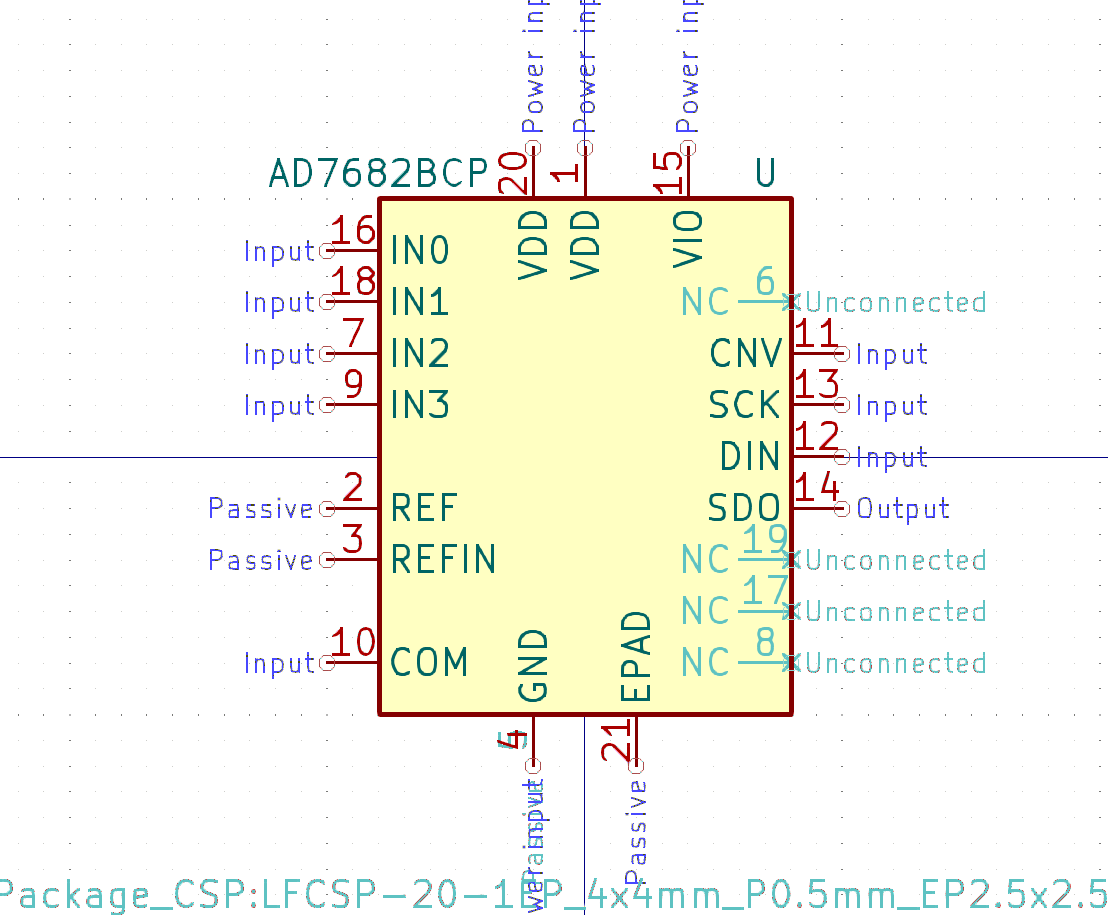 Power inp
Power inp
Power inp
AD7682BCP
20
1
15
U
16
VDD
VDD
VIO
Input
IN0
18
6
Input
IN1
NC
Unconnected
7
11
Input
IN2
CNV
Input
9
13
Input
IN3
SCK
Input
12
DIN
Input
2
14
Passive
REF
SDO
Output
3
19
Passive
REFIN
NC
Unconnected
17
NC
Unconnected
10
8
Input
COM
GND
EPAD
NC
Unconnected
4
5
21
Passive
Passive
Package_CSP:LFCSP-20-1EP_4x4mm_P0.5mm_EP2.5x2.5